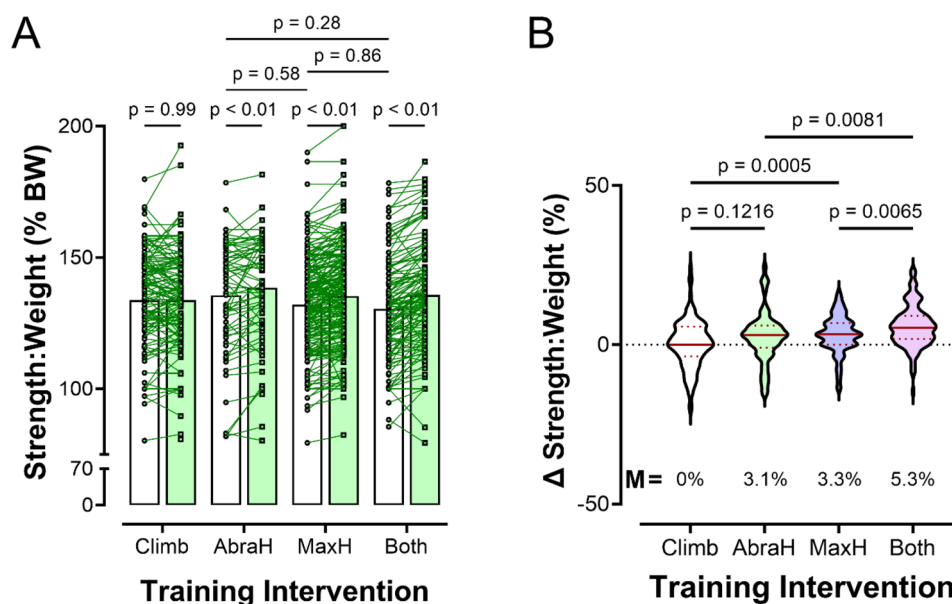 A
p = 0.28
p = 0.86
p = 0.58
p = 0.99 p < 0.01 p < 0.01 p < 0.01
200
150
100
70
0
Strength:Weight (% BW)
Climb AbraH MaxH Both
Training Intervention
B
p = 0.0081
p = 0.0005
p = 0.1216 p = 0.0065
50
0
-50
Δ Strength:Weight (%)
M = 0% 3.1% 3.3% 5.3%
Climb AbraH MaxH Both
Training Intervention